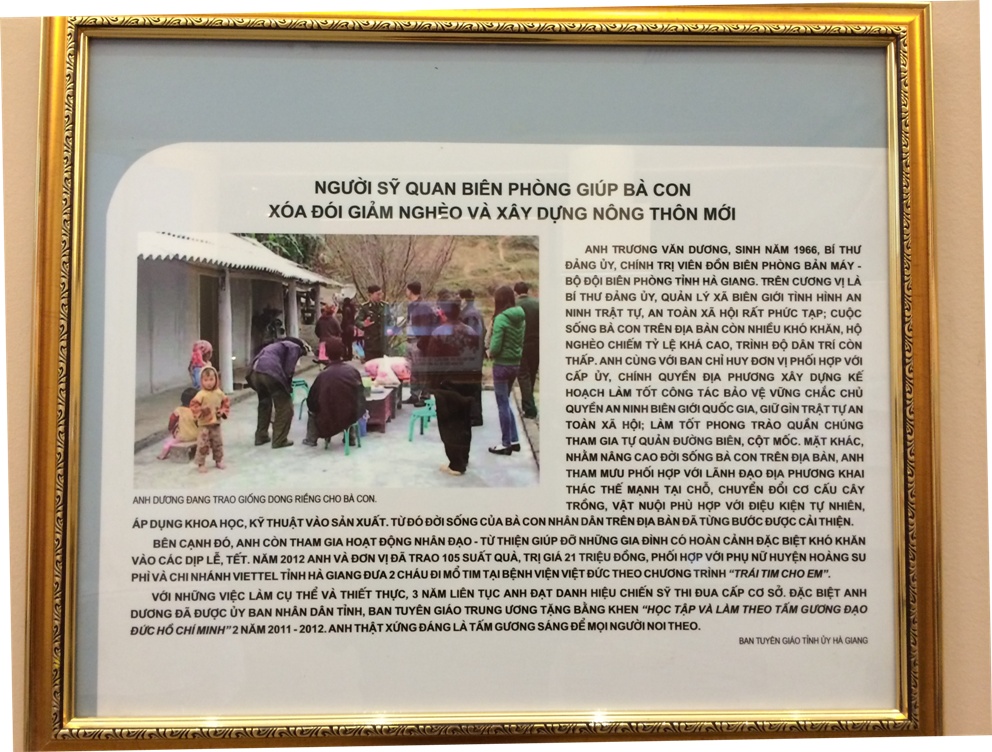 NGƯỜI SỸ QUAN BIÊN PHÒNG GIÚP BÀ CON
XÓA ĐÓI GIẢM NGHÈO VÀ XÂY DỰNG NÔNG THÔN MỚI
ANH TRƯƠNG VĂN DƯƠNG, SINH NĂM 1966, BÍ THƯ
ĐẢNG ỦY, CHÍNH TRỊ VIÊN ĐỒN BIÊN PHÒNG BẢN MÁY -
BỘ ĐỘI BIÊN PHÒNG TỈNH HÀ GIANG. TRÊN CƯƠNG VỊ LÀ
BÍ THƯ ĐẢNG ỦY, QUẢN LÝ XÃ BIÊN GIỚI TÌNH HÌNH AN
NINH TRẬT TỰ, AN TOÀN XÃ HỘI RẤT PHỨC TẠP; CUỘC
SỐNG BÀ CON TRÊN ĐỊA BÀN CÒN NHIỀU KHÓ KHĂN, HỘ
NGHÈO CHIẾM TỶ LỆ KHÁ CAO, TRÌNH ĐỘ DÂN TRÍ CÒN
THẤP. ANH CÙNG VỚI BAN CHỈ HUY ĐƠN VỊ PHỐI HỢP VỚI
CẤP ỦY, CHÍNH QUYỀN ĐỊA PHƯƠNG XÂY DỰNG KẾ
HOẠCH LÀM TỐT CÔNG TÁC BẢO VỆ VỮNG CHẮC CHỦ
QUYỀN AN NINH BIÊN GIỚI QUỐC GIA, GIỮ GÌN TRẬT TỰ AN
TOÀN XÃ HỘI; LÀM TỐT PHONG TRÀO QUẦN CHÚNG
THAM GIA TỰ QUẢN ĐƯỜNG BIÊN, CỘT MỐC. MẶT KHÁC,
NHẰM NÂNG CAO ĐỜI SỐNG BÀ CON TRÊN ĐỊA BÀN, ANH
THAM MƯU PHỐI HỢP VỚI LÃNH ĐẠO ĐỊA PHƯƠNG KHAI
THÁC THẾ MẠNH TẠI CHỖ, CHUYỂN ĐỔI CƠ CẤU CÂY
TRỒNG, VẬT NUÔI PHÙ HỢP VỚI ĐIỀU KIỆN TỰ NHIÊN,
ANH DƯƠNG ĐANG TRAO GIỐNG DONG RIỀNG CHO BÀ CON.
ÁP DỤNG KHOA HỌC, KỸ THUẬT VÀO SẢN XUẤT. TỪ ĐÓ ĐỜI SỐNG CỦA BÀ CON NHÂN DÂN TRÊN ĐỊA BÀN ĐÃ TỪNG BƯỚC ĐƯỢC CẢI THIỆN.
BÊN CẠNH ĐÓ, ANH CÒN THAM GIA HOẠT ĐỘNG NHÂN ĐẠO - TỪ THIỆN GIÚP ĐỠ NHỮNG GIA ĐÌNH CÓ HOÀN CẢNH ĐẶC BIỆT KHÓ KHĂN
VÀO CÁC DỊP LỄ, TẾT. NĂM 2012 ANH VÀ ĐƠN VỊ ĐÃ TRAO 105 SUẤT QUÀ, TRỊ GIÁ 21 TRIỆU ĐỒNG, PHỐI HỢP VỚI PHỤ NỮ HUYỆN HOÀNG SU
PHÌ VÀ CHI NHÁNH VIETTEL TỈNH HÀ GIANG ĐƯA 2 CHÁU ĐI MỔ TIM TẠI BỆNH VIỆN VIỆT ĐỨC THEO CHƯƠNG TRÌNH “TRÁI TIM CHO EM”.
VỚI NHỮNG VIỆC LÀM CỤ THỂ VÀ THIẾT THỰC, 3 NĂM LIÊN TỤC ANH ĐẠT DANH HIỆU CHIẾN SỸ THI ĐUA CẤP CƠ SỞ. ĐẶC BIỆT ANH
DƯƠNG ĐÃ ĐƯỢC ỦY BAN NHÂN DÂN TỈNH, BAN TUYÊN GIÁO TRUNG ƯƠNG TẶNG BẰNG KHEN “HỌC TẬP VÀ LÀM THEO TẤM GƯƠNG ĐẠO
ĐỨC HỒ CHÍ MINH” 2 NĂM 2011 - 2012. ANH THẬT XỨNG ĐÁNG LÀ TẤM GƯƠNG SÁNG ĐỂ MỌI NGƯỜI NOI THEO.
BAN TUYÊN GIÁO TỈNH ỦY HÀ GIANG